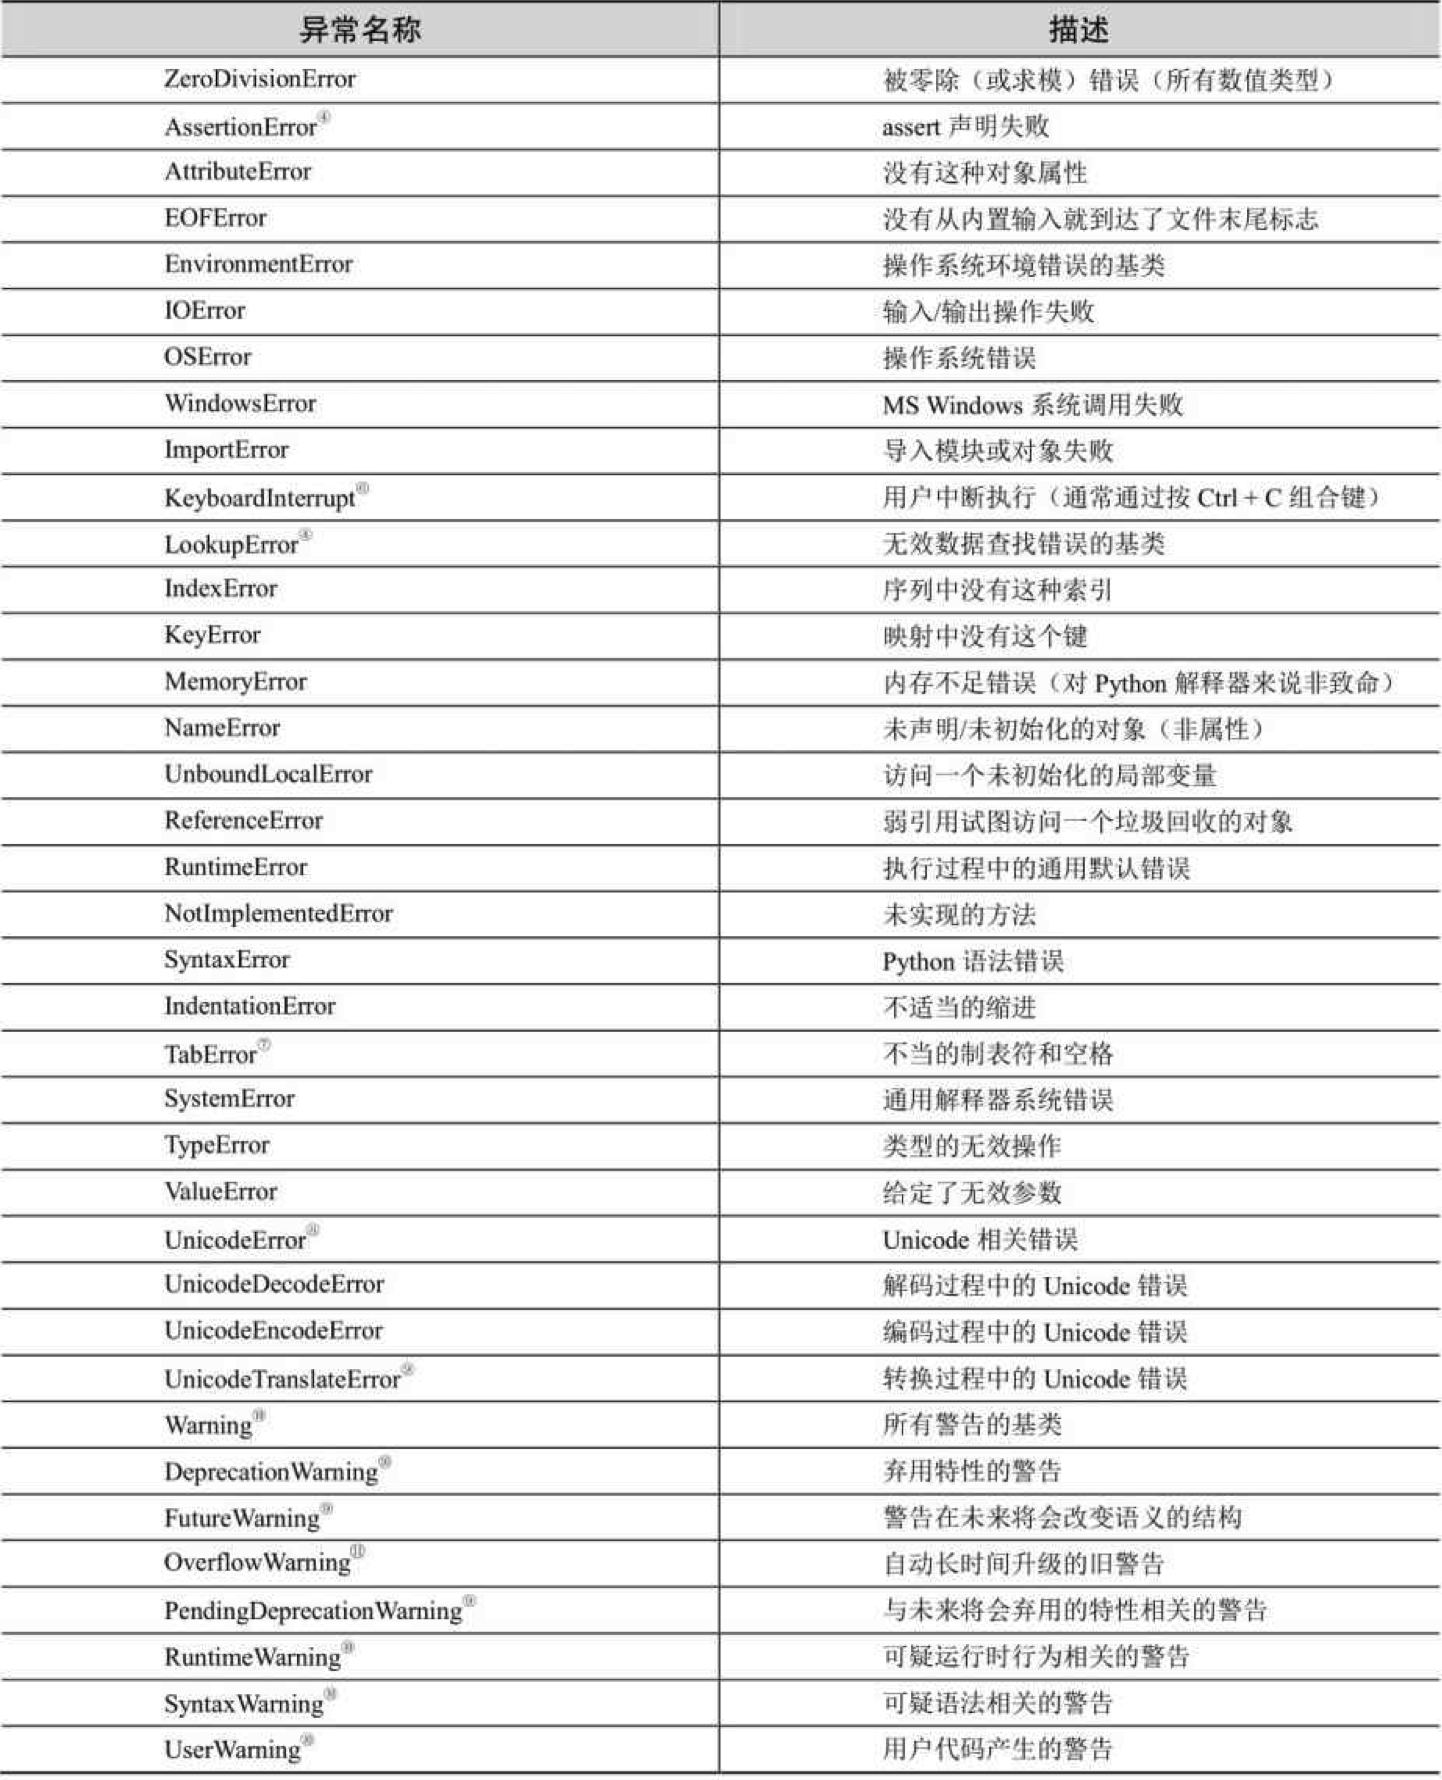 异常名称 描述
ZeroDivisionError 被零除（或求模）错误（所有数值类型）
AssertionError④ assert 声明失败
AttributeError 没有这种对象属性
EOFError 没有从内置输入就到达了文件末尾标志
EnvironmentError 操作系统环境错误的基类
IOError 输入/输出操作失败
OSError 操作系统错误
WindowsError MS Windows 系统调用失败
ImportError 导入模块或对象失败
KeyboardInterrupt 用户中断执行（通常通过按 Ctrl + C 组合键）
LookupError④ 无效数据查找错误的基类
IndexError 序列中没有这种索引
KeyError 映射中没有这个键
MemoryError 内存不足错误（对 Python 解释器来说非致命）
NameError 未声明/未初始化的对象（非属性）
UnboundLocalError 访问一个未初始化的局部变量
ReferenceError 弱引用试图访问一个垃圾回收的对象
RuntimeError 执行过程中的通用默认错误
NotImplementedError 未实现的方法
SyntaxError Python 语法错误
IndentationError 不适当的缩进
TabError⑦ 不当的制表符和空格
SystemError 通用解释器系统错误
TypeError 类型的无效操作
ValueError 给定了无效参数
UnicodeError Unicode 相关错误
UnicodeDecodeError 解码过程中的 Unicode 错误
UnicodeEncodeError 编码过程中的 Unicode 错误
UnicodeTranslateError 转换过程中的 Unicode 错误
Warning 所有警告的基类
DeprecationWarning 弃用特性的警告
FutureWarning 警告在未来将会改变语义的结构
OverflowWarning⑪ 自动长时间升级的旧警告
PendingDeprecationWarning 与未来将会弃用的特性相关的警告
RuntimeWarning 可疑运行时行为相关的警告
SyntaxWarning 可疑语法相关的警告
UserWarning 用户代码产生的警告